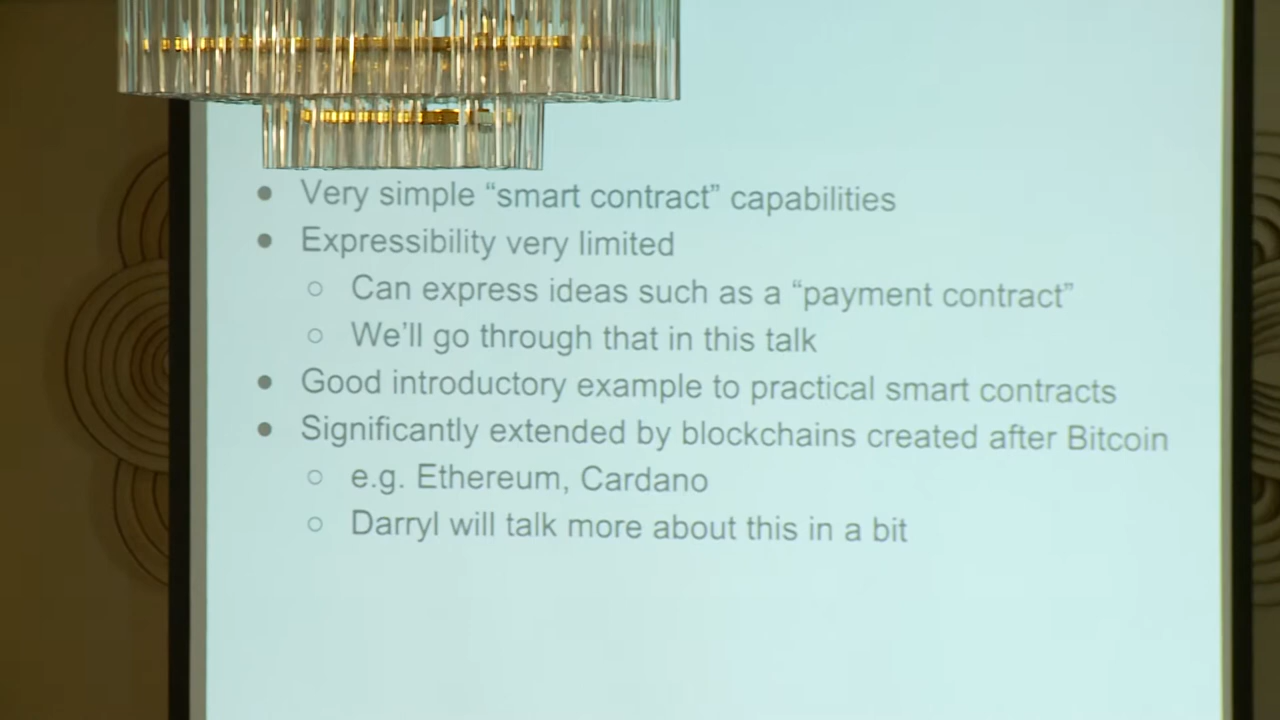 ● Very simple “smart contract” capabilities
● Expressibility very limited
○ Can express ideas such as a “payment contract”
○ We’ll go through that in this talk
● Good introductory example to practical smart contracts
● Significantly extended by blockchains created after Bitcoin
○ e.g. Ethereum, Cardano
○ Darryl will talk more about this in a bit